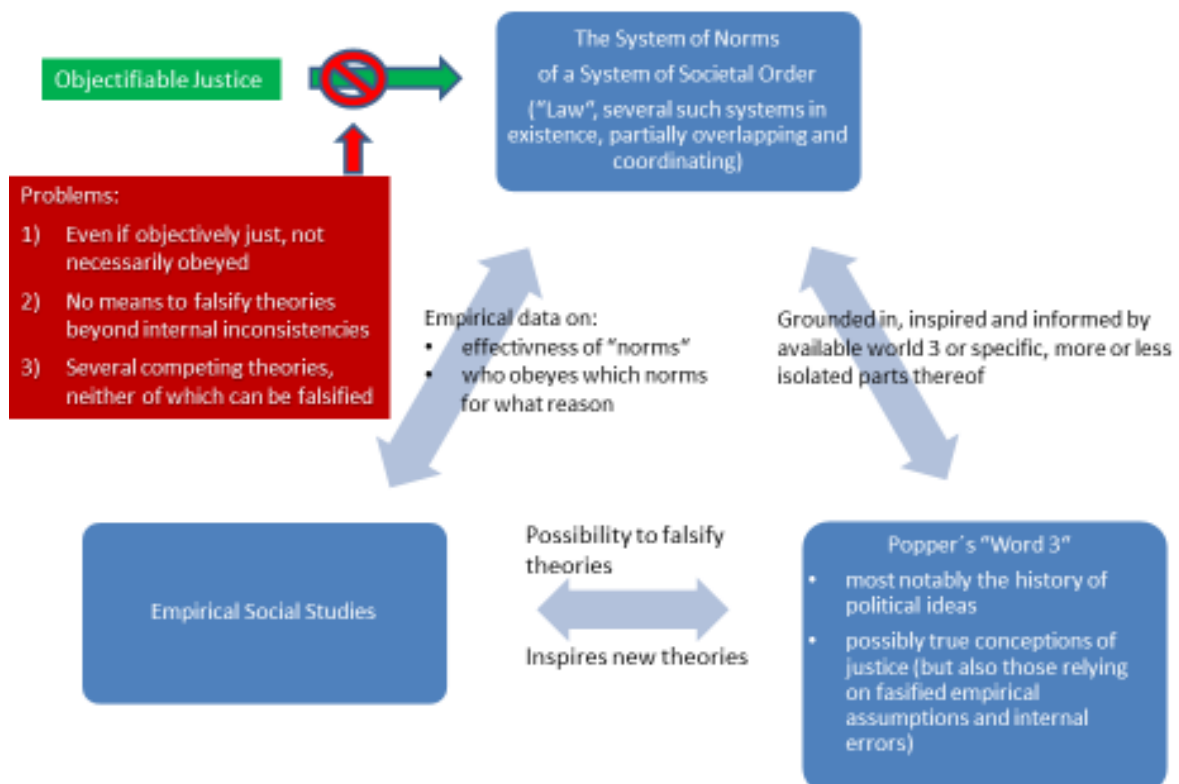 The System of Norms
of a System of Societal Order
("Law", several such systems in
existence, partially overlapping and
coordinating)
Objectifiable Justice
Problems:
1) Even if objectively just, not
necessarily obeyed
2) No means to falsify theories
beyond internal inconsistencies
3) Several competing theories,
neither of which can be falsified
Empirical data on:
• effectivness of "norms"
• who obeyes which norms
for what reason
Grounded in, inspired and informed by
available world 3 or specific, more or less
isolated parts thereof
Empirical Social Studies
Possibility to falsify
theories
Inspires new theories
Popper´s "Word 3"
• most notably the history of
political ideas
• possibly true conceptions of
justice (but also those relying
on fasified empirical
assumptions and internal
errors)